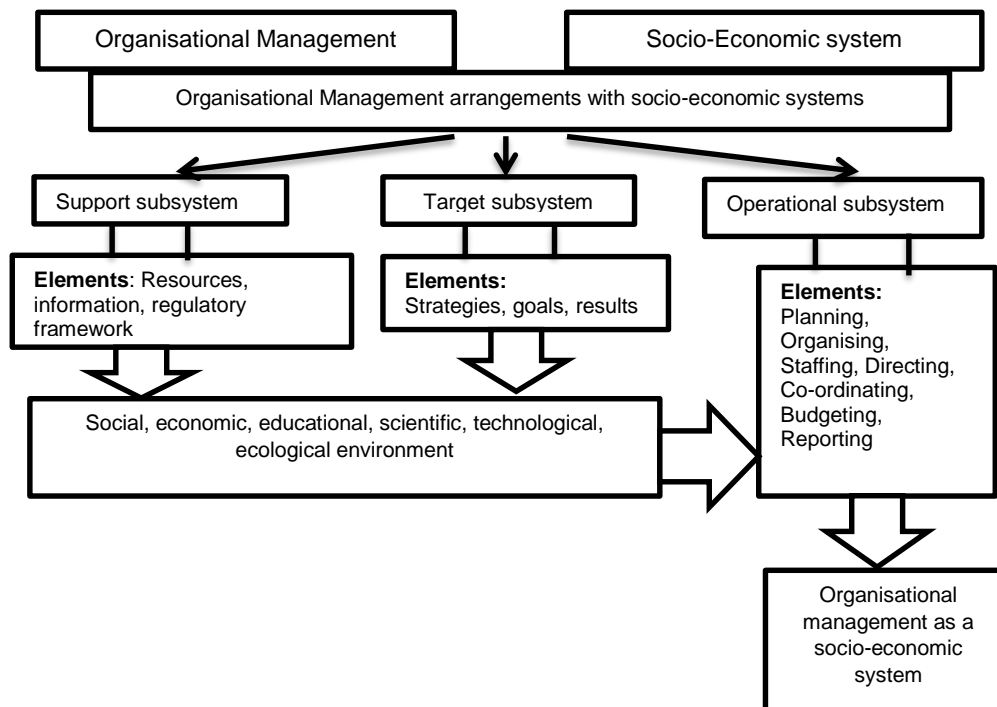 Organisational Management
Socio-Economic system
Organisational Management arrangements with socio-economic systems
Support subsystem
Target subsystem
Operational subsystem
Elements: Resources,
information, regulatory
framework
Elements:
Strategies, goals, results
Elements:
Planning,
Organising,
Staffing, Directing,
Co-ordinating,
Budgeting,
Reporting
Social, economic, educational, scientific, technological,
ecological environment
Organisational
management as a
socio-economic
system